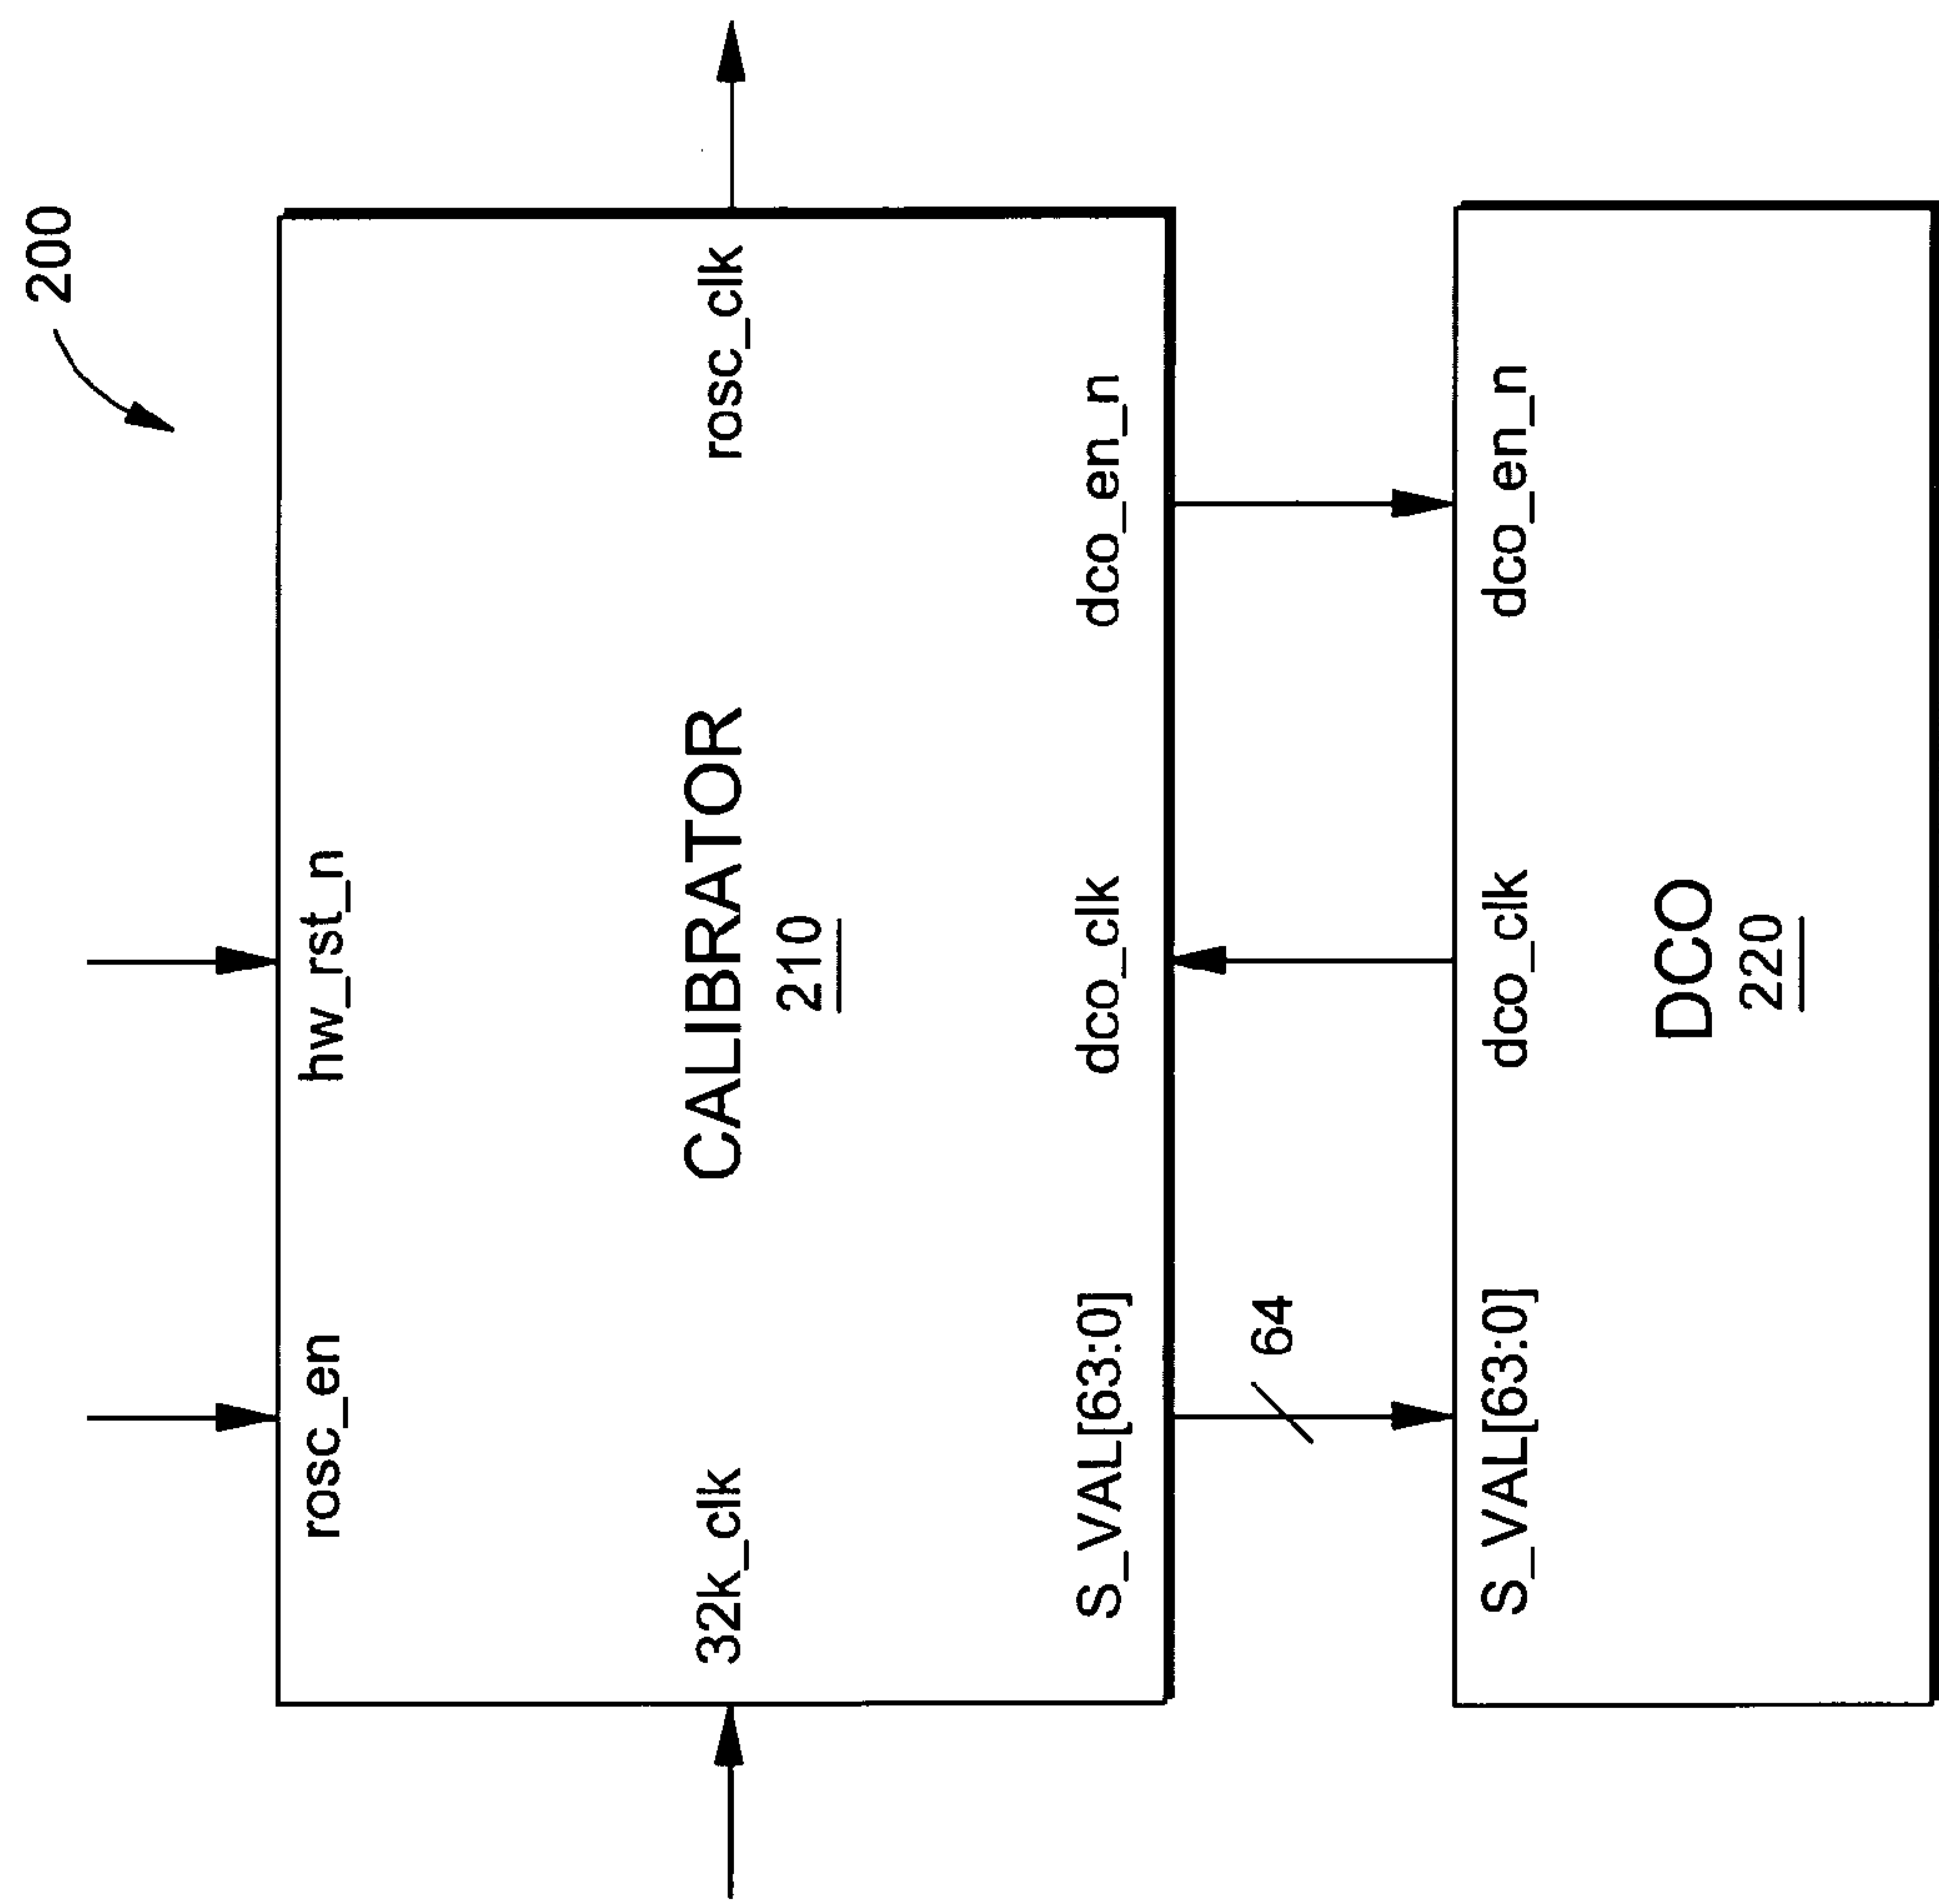 200
rosc_en
hw_rst_n
32k_clk
CALIBRATOR
rosc_clk
210
S_VAL[63:0]
dco_clk
dco_en_n
64
S_VAL[63:0]
dco_clk
dco_en_n
DCO
220